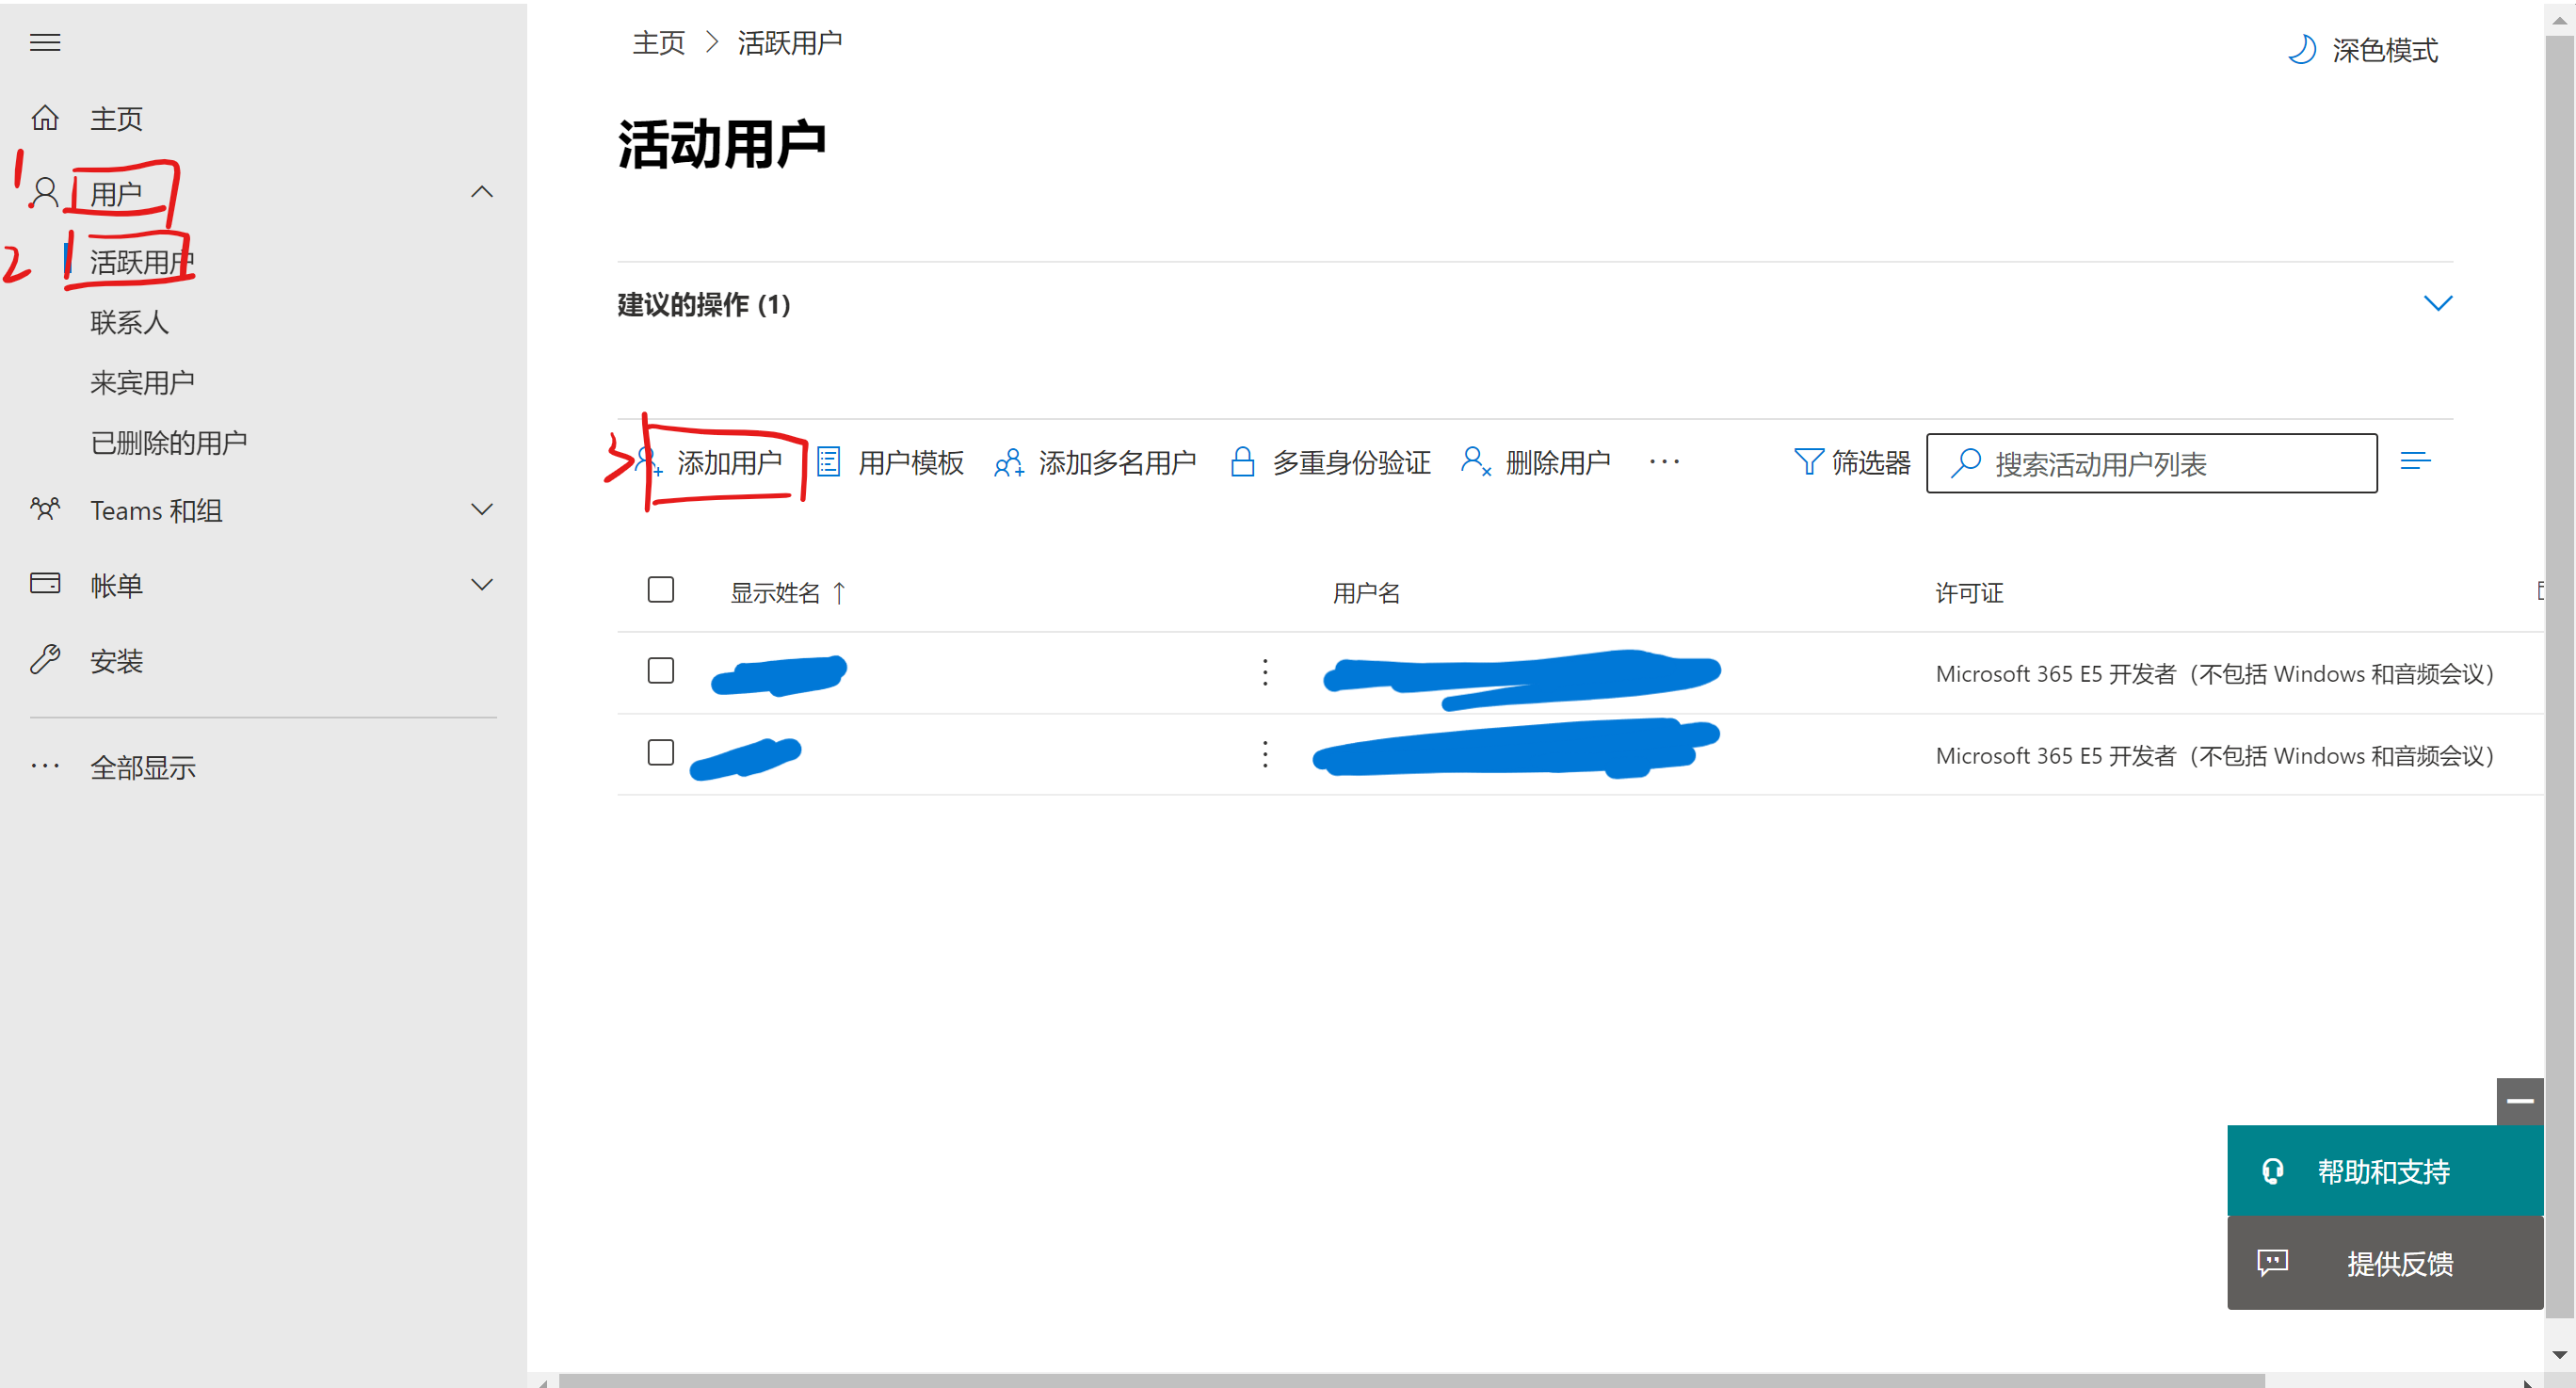 主页
1. 用户
2 活跃用户
联系人
来宾用户
已删除的用户
Teams 和组
帐单
安装
全部显示
主页 > 活跃用户
深色模式
活动用户
建议的操作 (1)
3 添加用户 用户模板 添加多名用户 多重身份验证 删除用户 ··· 筛选器 搜索活动用户列表
显示姓名 ↑ 用户名 许可证
Microsoft 365 E5 开发者（不包括 Windows 和音频会议）
Microsoft 365 E5 开发者（不包括 Windows 和音频会议）
帮助和支持
提供反馈